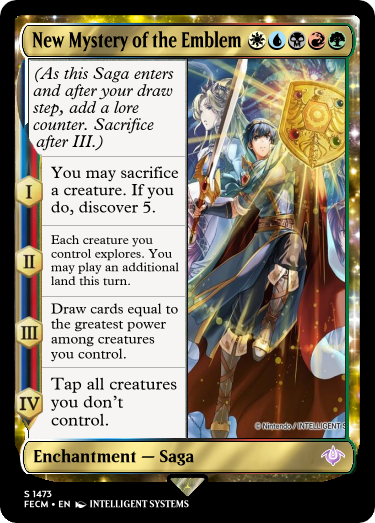 New Mystery of the Emblem
(As this Saga enters
and after your draw
step, add a lore
counter. Sacrifice
after III.)
I
You may sacrifice
a creature. If you
do, discover 5.
II
Each creature you
control explores. You
may play an additional
land this turn.
III
Draw cards equal to
the greatest power
among creatures
you control.
IV
Tap all creatures
you don't
control.
© Nintendo / INTELLIGENT S
Enchantment — Saga
S 1473
FECM • EN INTELLIGENT SYSTEMS